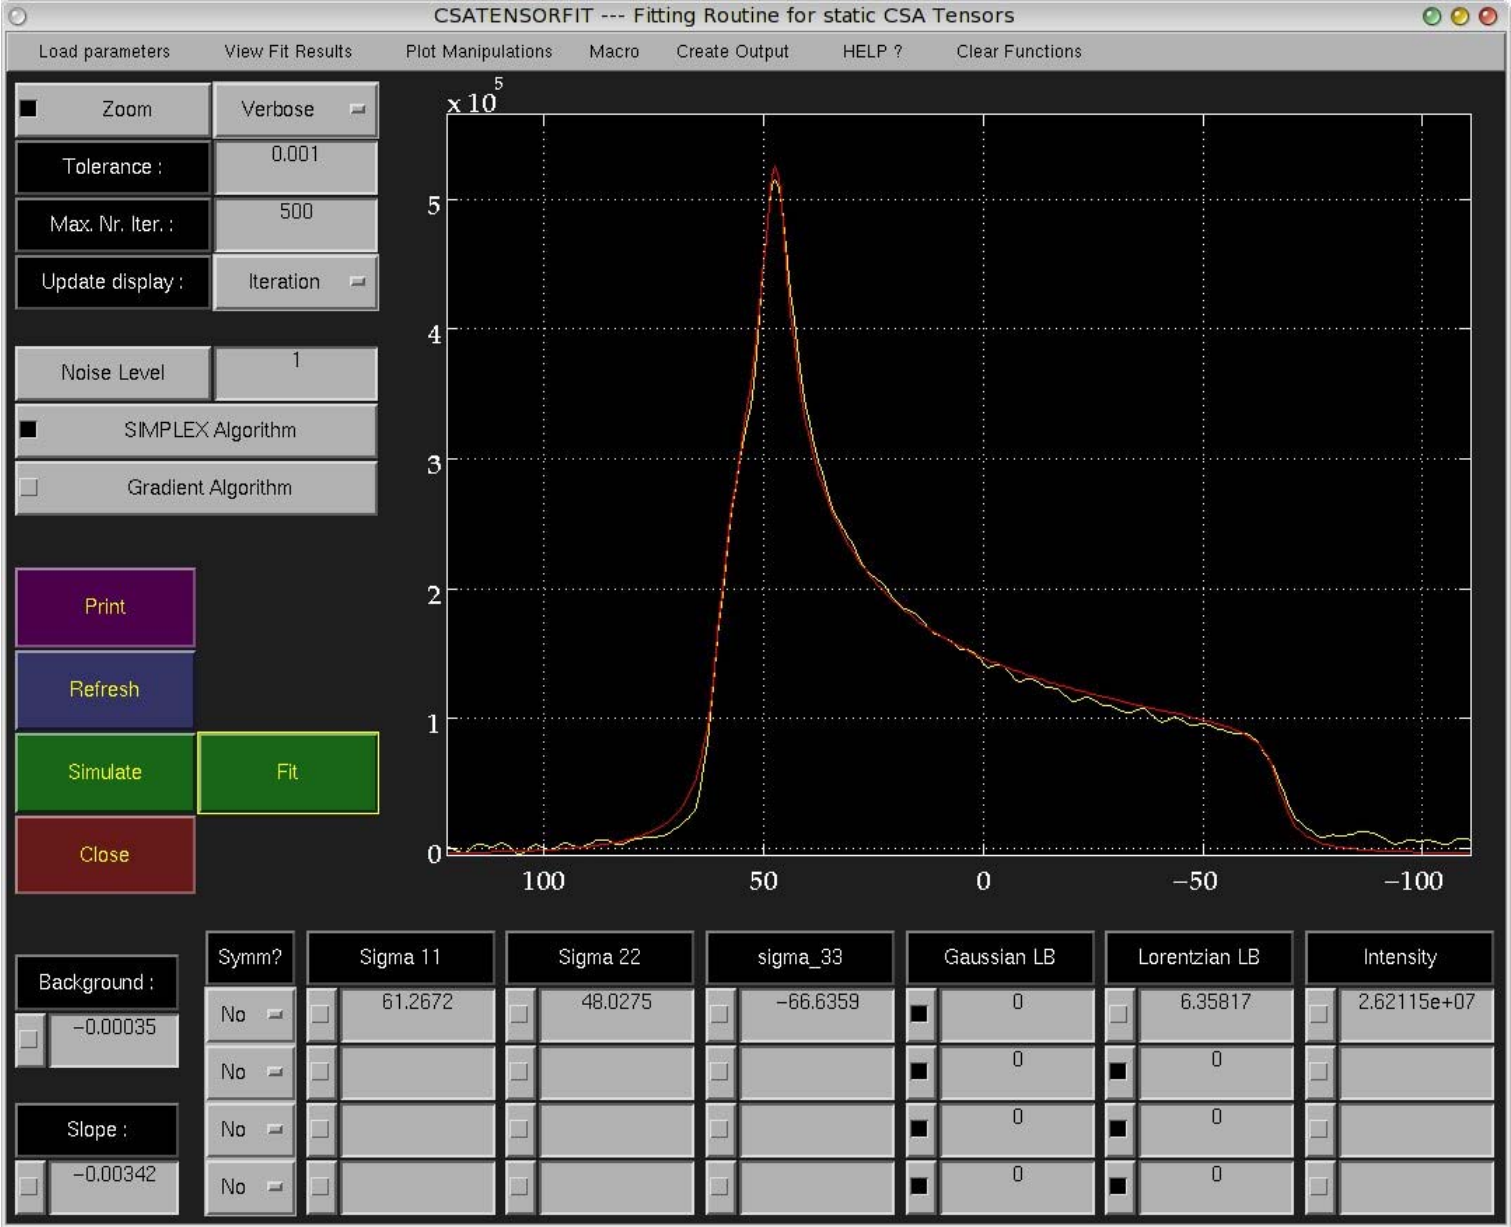 CSATENSORFIT --- Fitting Routine for static CSA Tensors
Load parameters View Fit Results Plot Manipulations Macro Create Output HELP ? Clear Functions
Zoom Verbose
Tolerance : 0.001
Max. Nr. Iter. : 500
Update display : Iteration
Noise Level 1
SIMPLEX Algorithm
Gradient Algorithm
Print
Refresh
Simulate Fit
Close
x 10 5
5
4
3
2
1
0
100 50 0 −50 −100
Background :
−0.00035
Slope :
−0.00342
Symm? Sigma 11 Sigma 22 sigma_33 Gaussian LB Lorentzian LB Intensity
No 61.2672 48.0275 −66.6359 0 6.35817 2.62115e+07
No 0 0
No 0 0
No 0 0